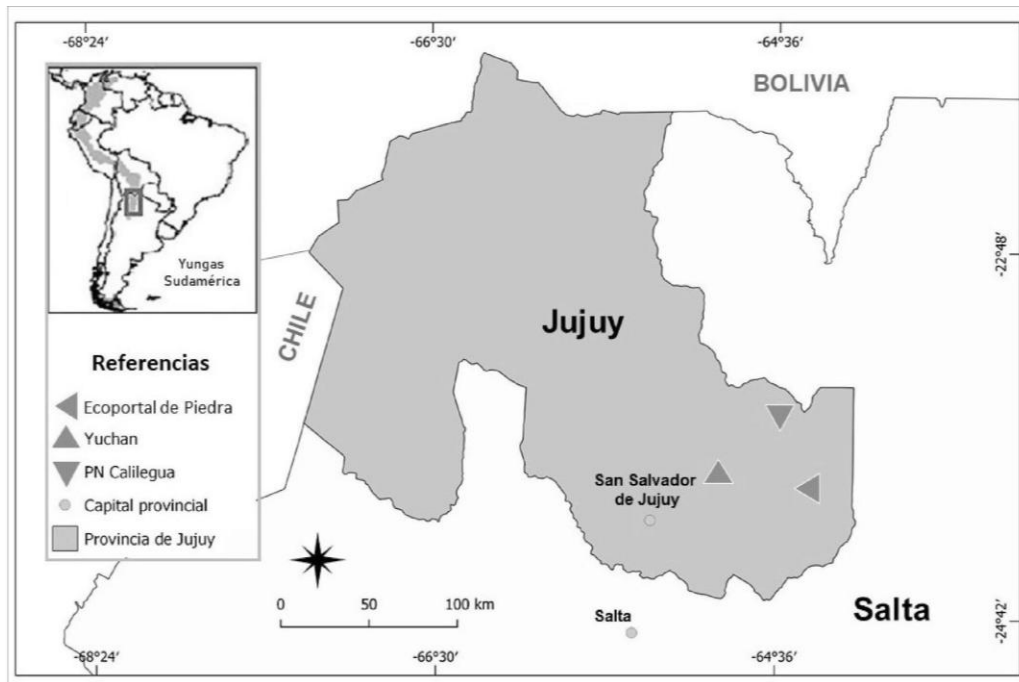 -68°24′
-66°30′
-64°36′
BOLIVIA
-22°48′
Yungas
Sudamérica
CHILE
Jujuy
Referencias
Ecoportal de Piedra
Yuchan
PN Calilegua
Capital provincial
Provincia de Jujuy
San Salvador
de Jujuy
0 50 100 km
Salta
Salta
-24°42′
-68°24′
-66°30′
-64°36′